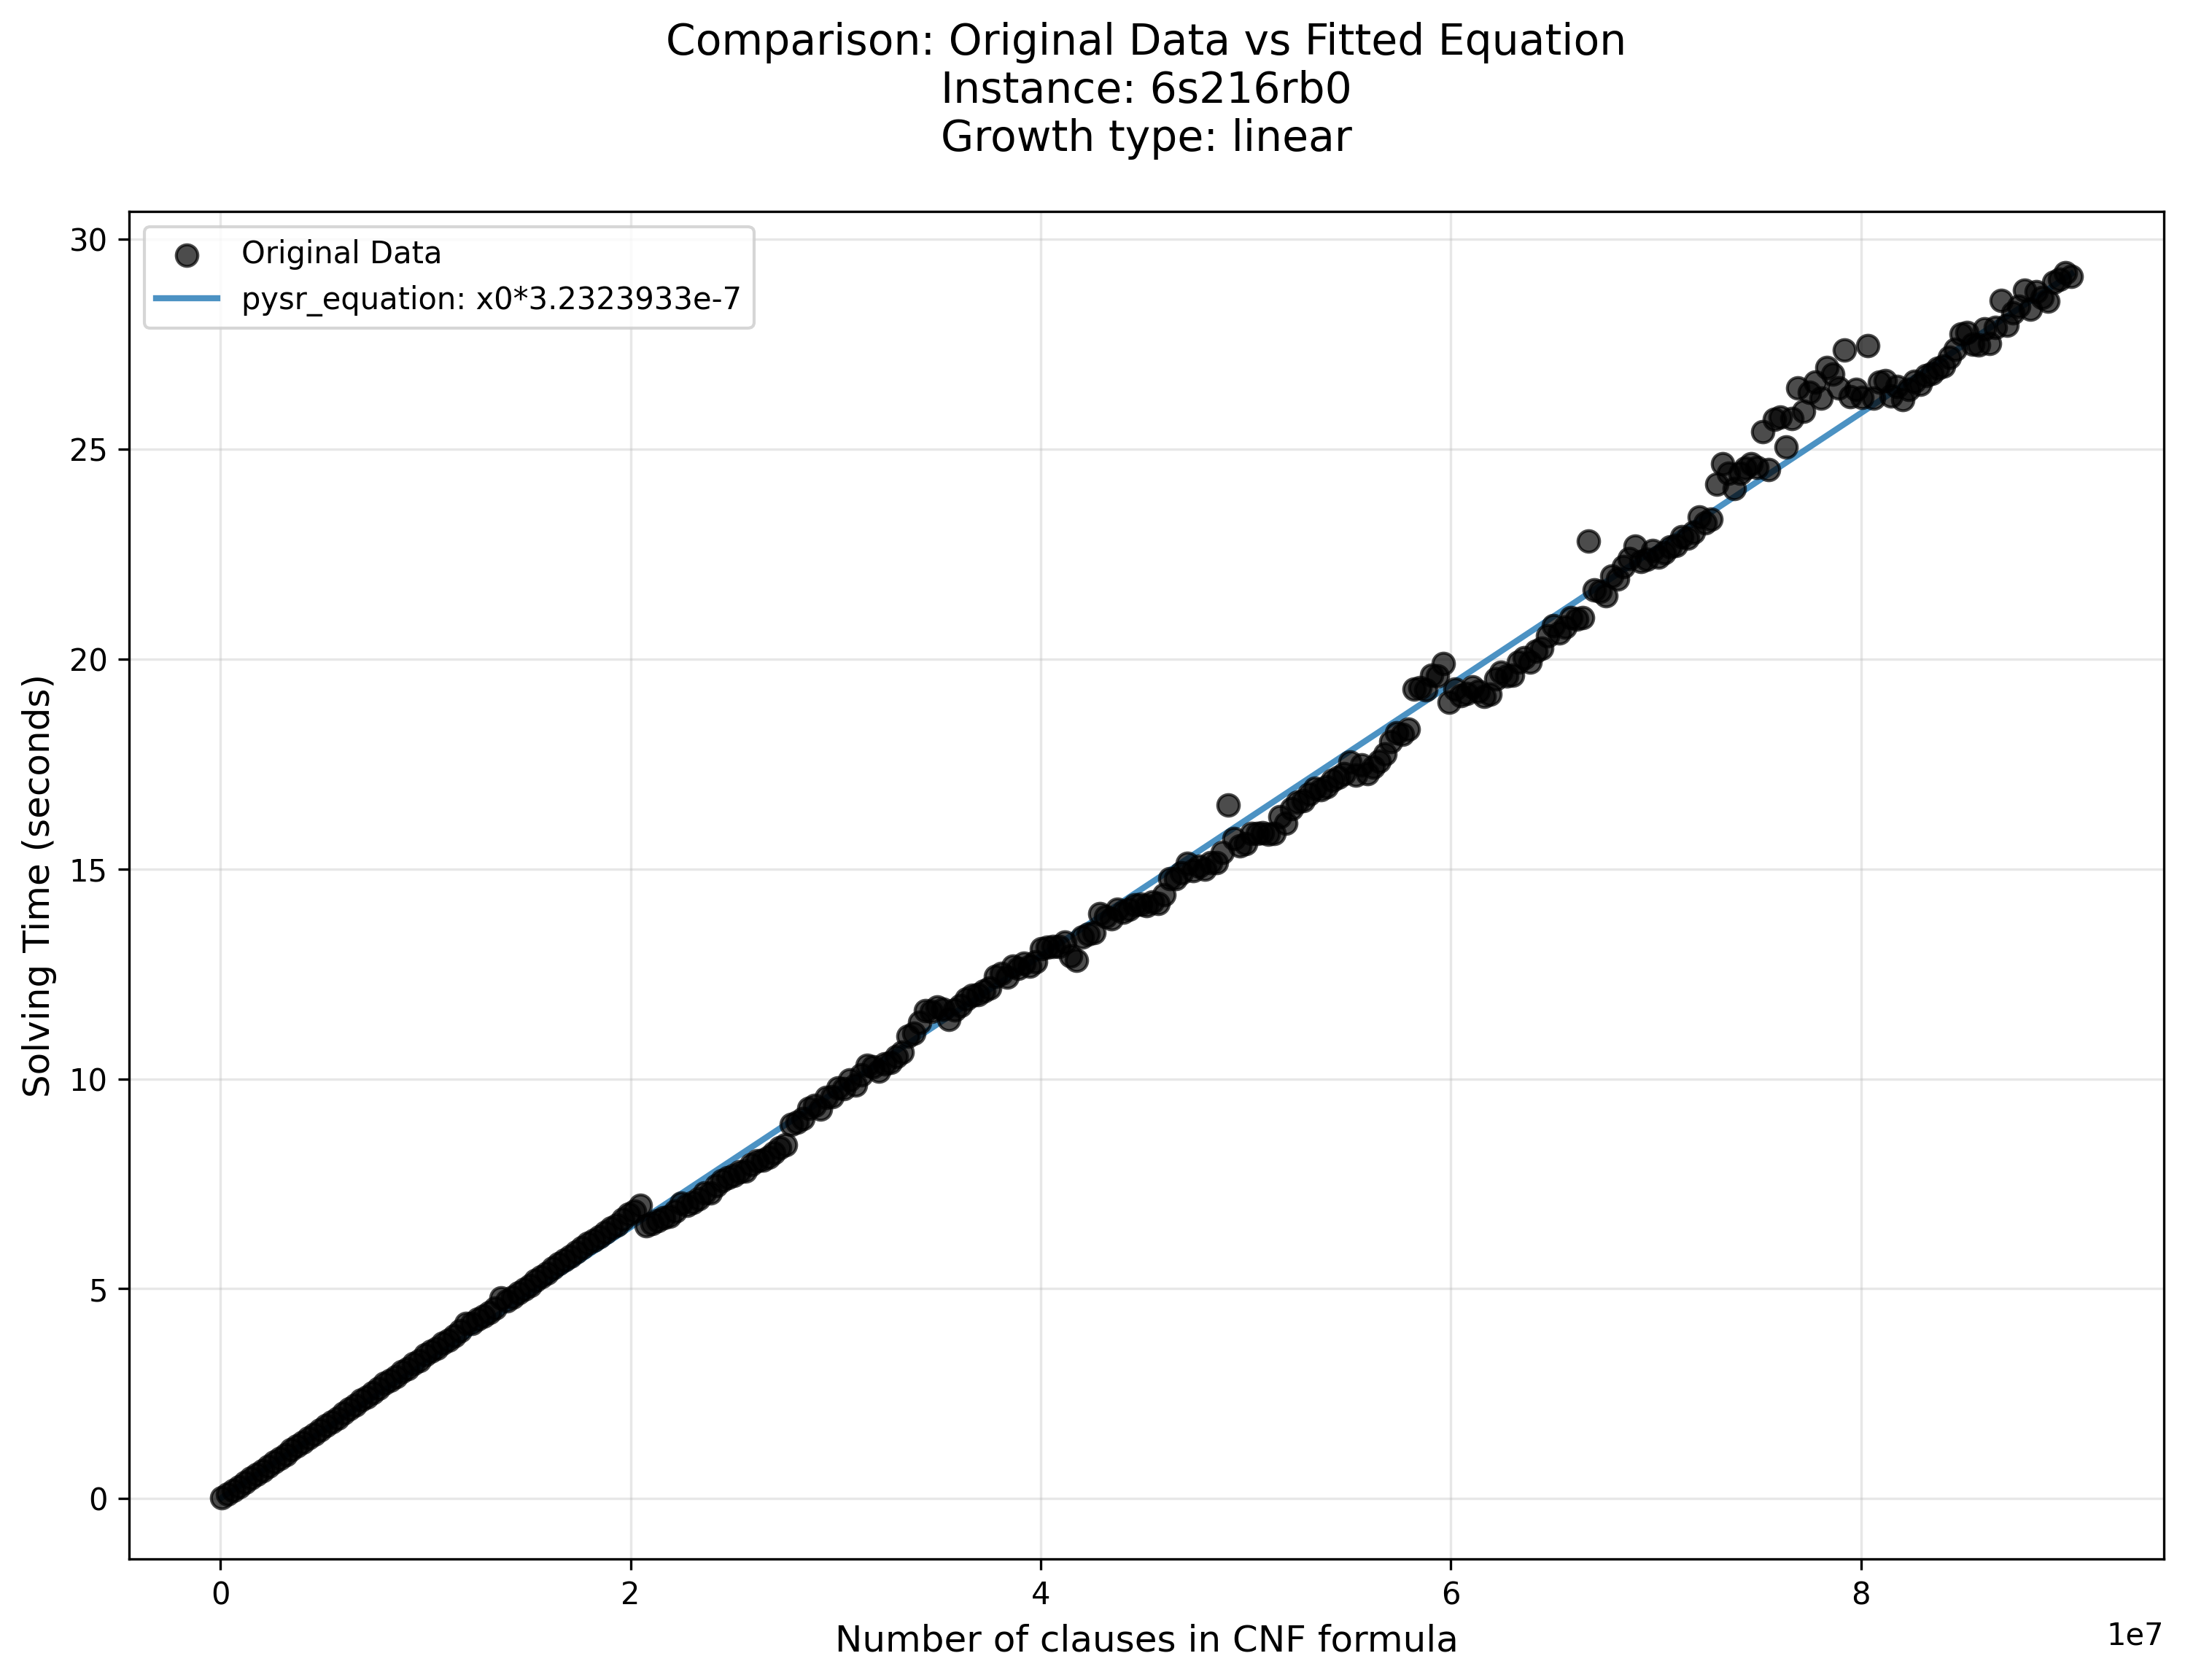 Comparison: Original Data vs Fitted Equation
Instance: 6s216rb0
Growth type: linear
Original Data
pysr_equation: x0*3.2323933e-7
Solving Time (seconds)
30
25
20
15
10
5
0
0 2 4 6 8
1e7
Number of clauses in CNF formula